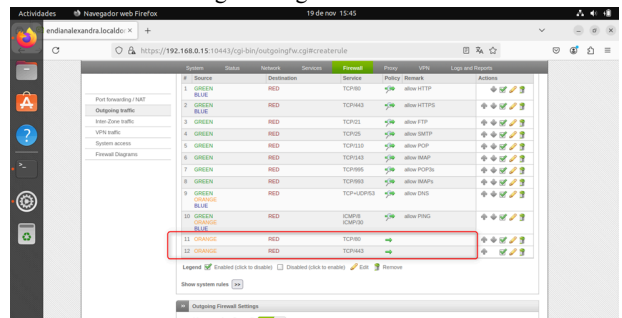 Actividades Navegador web Firefox 19 de nov 15:45
endianalexandra.localdo × +
https://192.168.0.15:10443/cgi-bin/outgoingfw.cgi#createrule
System Status Network Services Firewall Proxy VPN Logs and Reports
# Source Destination Service Policy Remark Actions
Port forwarding / NAT
Outgoing traffic
Inter-Zone traffic
VPN traffic
System access
Firewall Diagrams
1 GREEN RED TCP/80 allow HTTP
BLUE
2 GREEN RED TCP/443 allow HTTPS
BLUE
3 GREEN RED TCP/21 allow FTP
4 GREEN RED TCP/25 allow SMTP
5 GREEN RED TCP/110 allow POP
6 GREEN RED TCP/143 allow IMAP
7 GREEN RED TCP/995 allow POP3s
8 GREEN RED TCP/993 allow IMAPs
9 GREEN RED TCP+UDP/53 allow DNS
ORANGE
BLUE
10 GREEN RED ICMP/8 allow PING
ORANGE ICMP/30
BLUE
11 ORANGE RED TCP/80
12 ORANGE RED TCP/443
Legend Enabled (click to disable) Disabled (click to enable) Edit Remove
Show system rules >>
Outgoing Firewall Settings